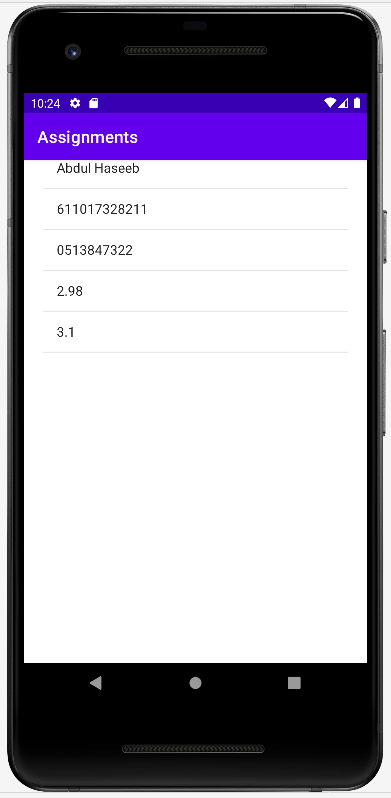 10:24
Assignments
Abdul Haseeb
611017328211
0513847322
2.98
3.1